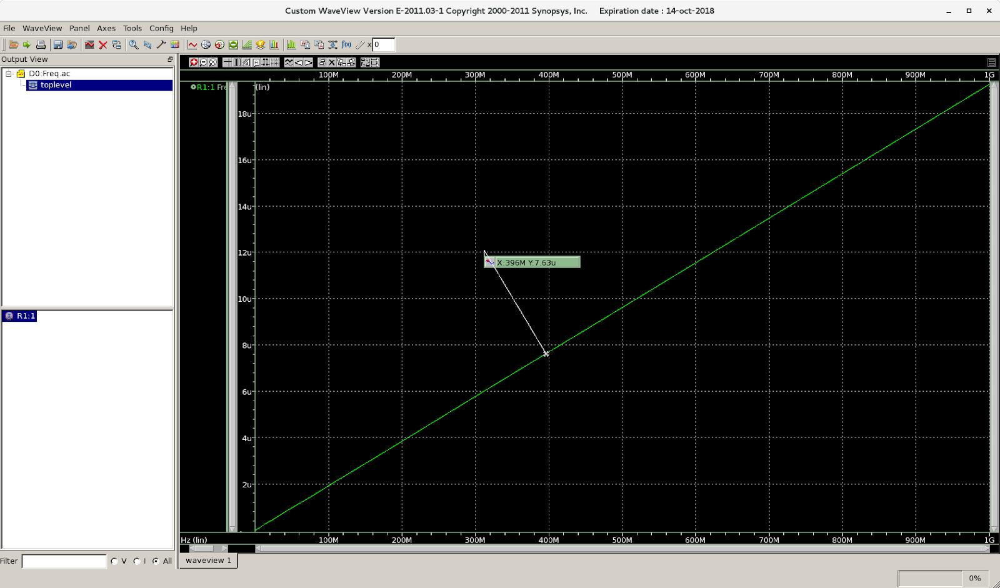 Custom WaveView Version E-2011.03-1 Copyright 2000-2011 Synopsys, Inc. Expiration date : 14-oct-2018
File WaveView Panel Axes Tools Config Help
f(x) x 0
Output View
D0:Freq.ac
toplevel
R1:1
Filter V I All
100M 200M 300M 400M 500M 600M 700M 800M 900M 1G
R1:1 Fre
(lin)
18u
16u
14u
12u
X:396M Y:7.63u
10u
8u
6u
4u
2u
Hz (lin) 100M 200M 300M 400M 500M 600M 700M 800M 900M 1G
waveview 1
0%